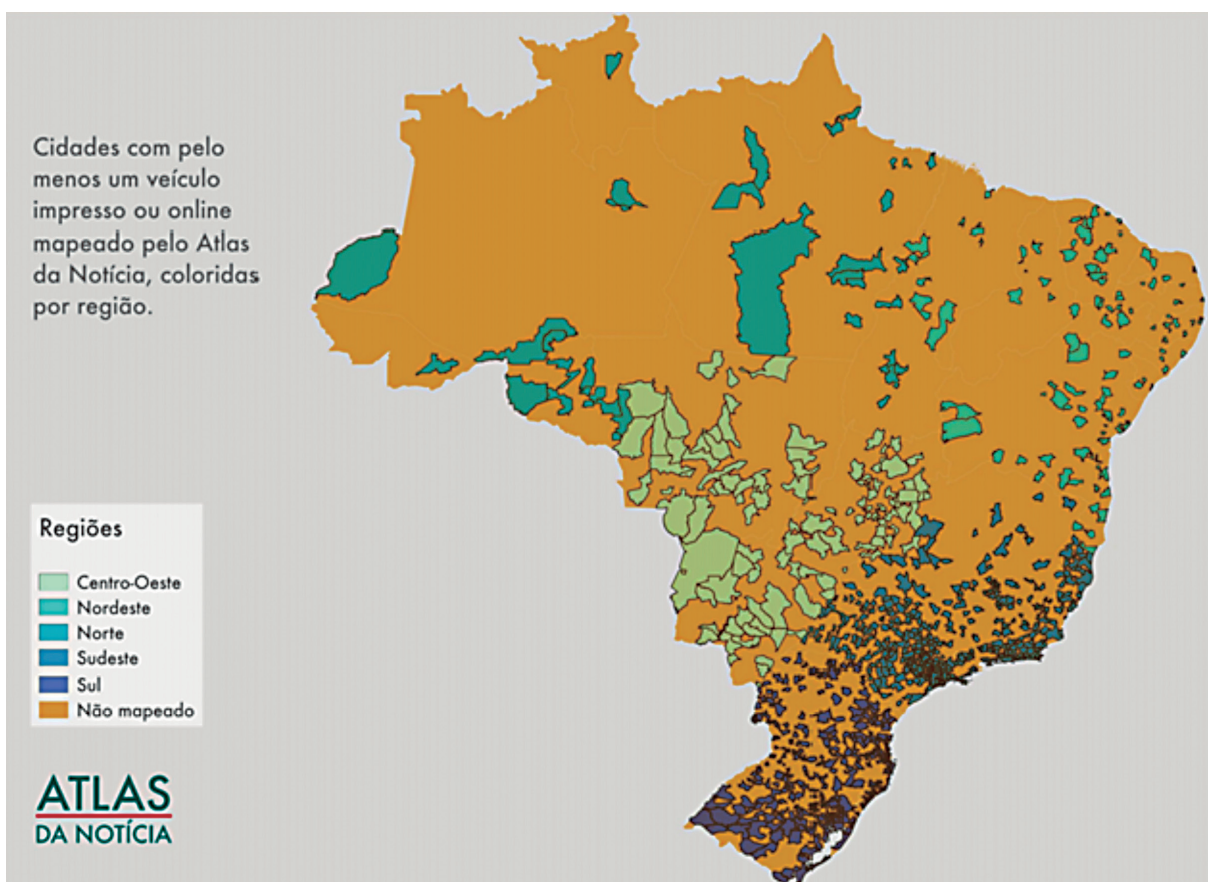 Cidades com pelo
menos um veículo
impresso ou online
mapeado pelo Atlas
da Notícia, coloridas
por região.
Regiões
Centro-Oeste
Nordeste
Norte
Sudeste
Sul
Não mapeado
ATLAS
DA NOTÍCIA